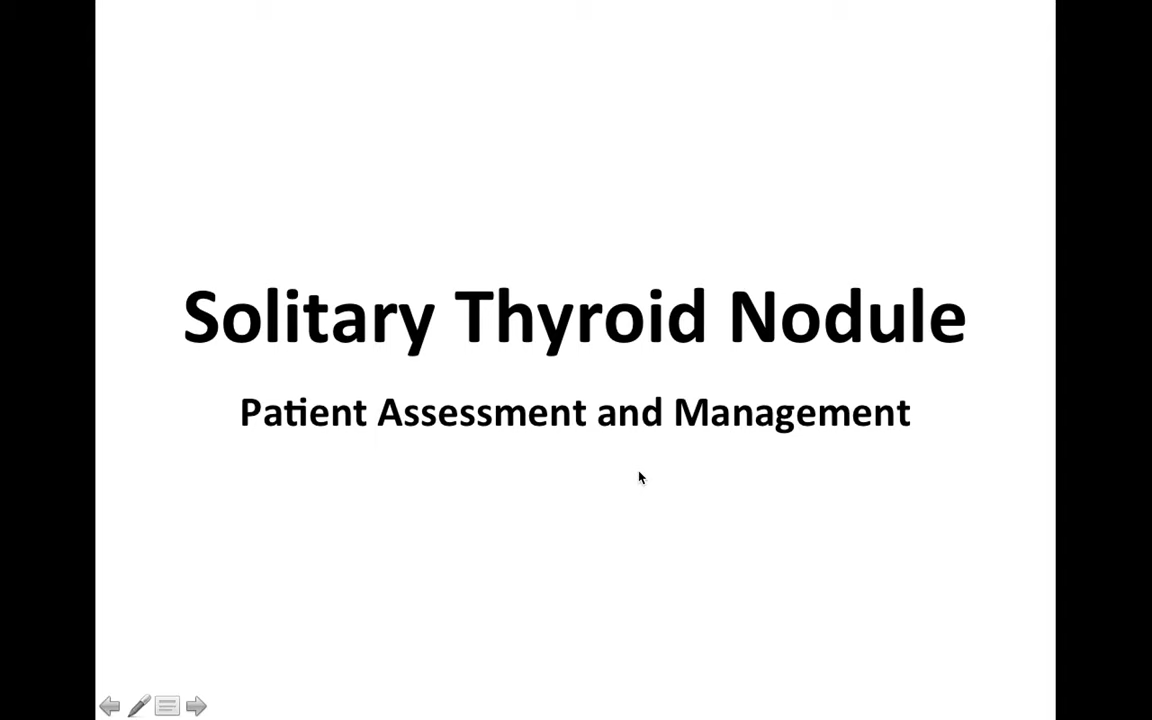 Solitary Thyroid Nodule
Patient Assessment and Management